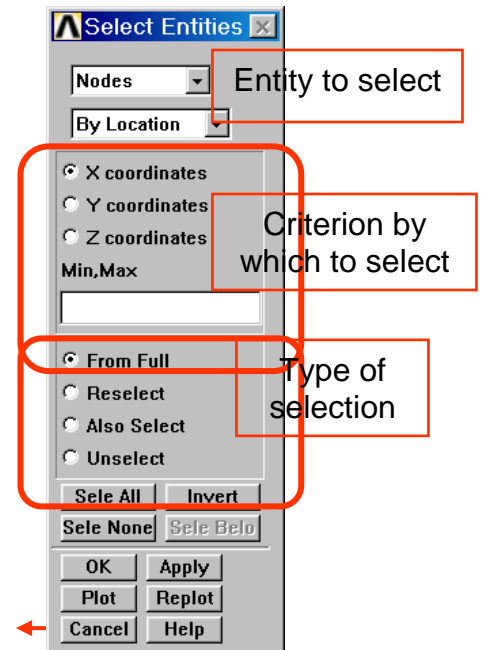 Select Entities
Nodes
Entity to select
By Location
X coordinates
Y coordinates
Z coordinates
Criterion by
which to select
Min,Max
From Full
Reselect
Also Select
Unselect
Type of
selection
Sele All Invert
Sele None Sele Belo
OK Apply
Plot Replot
Cancel Help